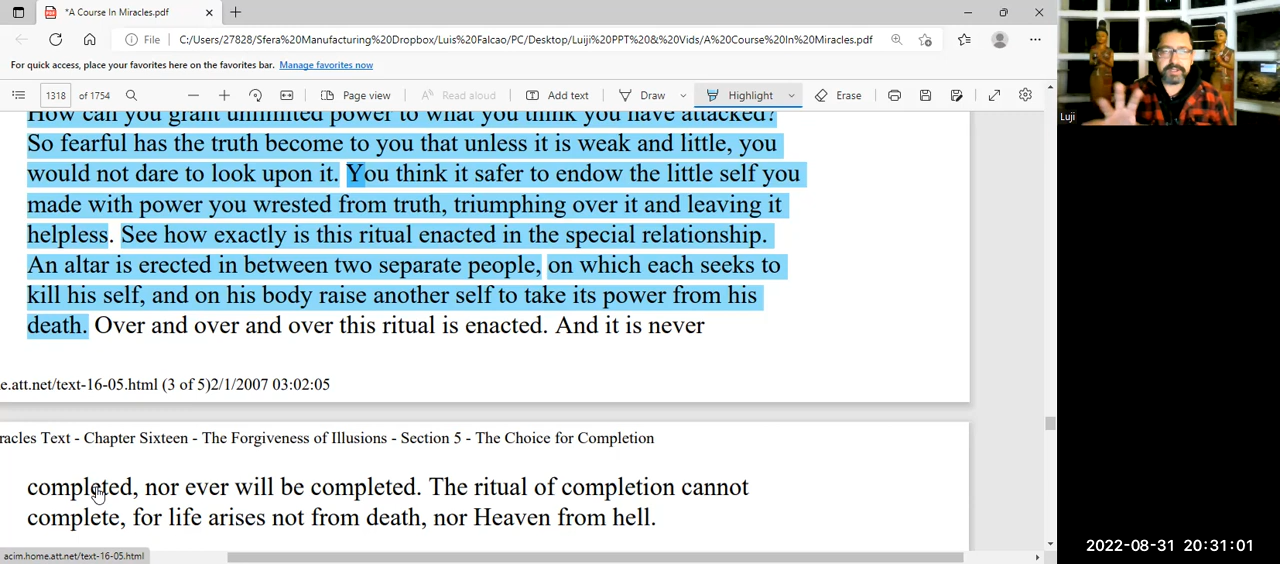 *A Course In Miracles.pdf
File C:/Users/27828/Sfera%20Manufacturing%20Dropbox/Luis%20Falcao/PC/Desktop/Luiji%20PPT%20&%20Vids/A%20Course%20In%20Miracles.pdf
For quick access, place your favorites here on the favorites bar. Manage favorites now
1318 of 1754 Page view Read aloud Add text Draw Highlight Erase
How can you grant unlimited power to what you think you have attacked?
So fearful has the truth become to you that unless it is weak and little, you
would not dare to look upon it. You think it safer to endow the little self you
made with power you wrested from truth, triumphing over it and leaving it
helpless. See how exactly is this ritual enacted in the special relationship.
An altar is erected in between two separate people, on which each seeks to
kill his self, and on his body raise another self to take its power from his
death. Over and over and over this ritual is enacted. And it is never
e.att.net/text-16-05.html (3 of 5)2/1/2007 03:02:05
racles Text - Chapter Sixteen - The Forgiveness of Illusions - Section 5 - The Choice for Completion
completed, nor ever will be completed. The ritual of completion cannot
complete, for life arises not from death, nor Heaven from hell.
acim.home.att.net/text-16-05.html
Luji
2022-08-31 20:31:01